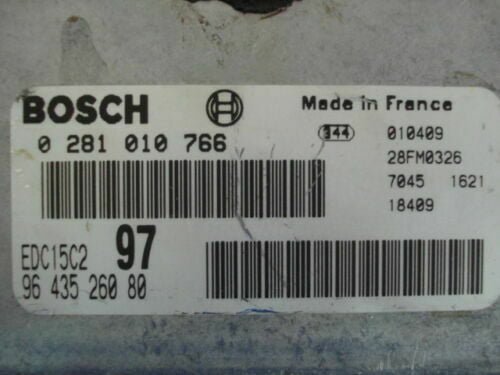 BOSCH
Made in France
0 281 010 766
344
010409
28FM0326
7045 1621
18409
EDC15C2
97
96 435 260 80